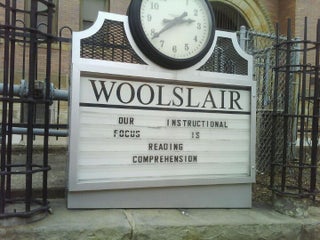 WOOLSLAIR
OUR INSTRUCTIONAL
FOCUS IS
READING
COMPREHENSION